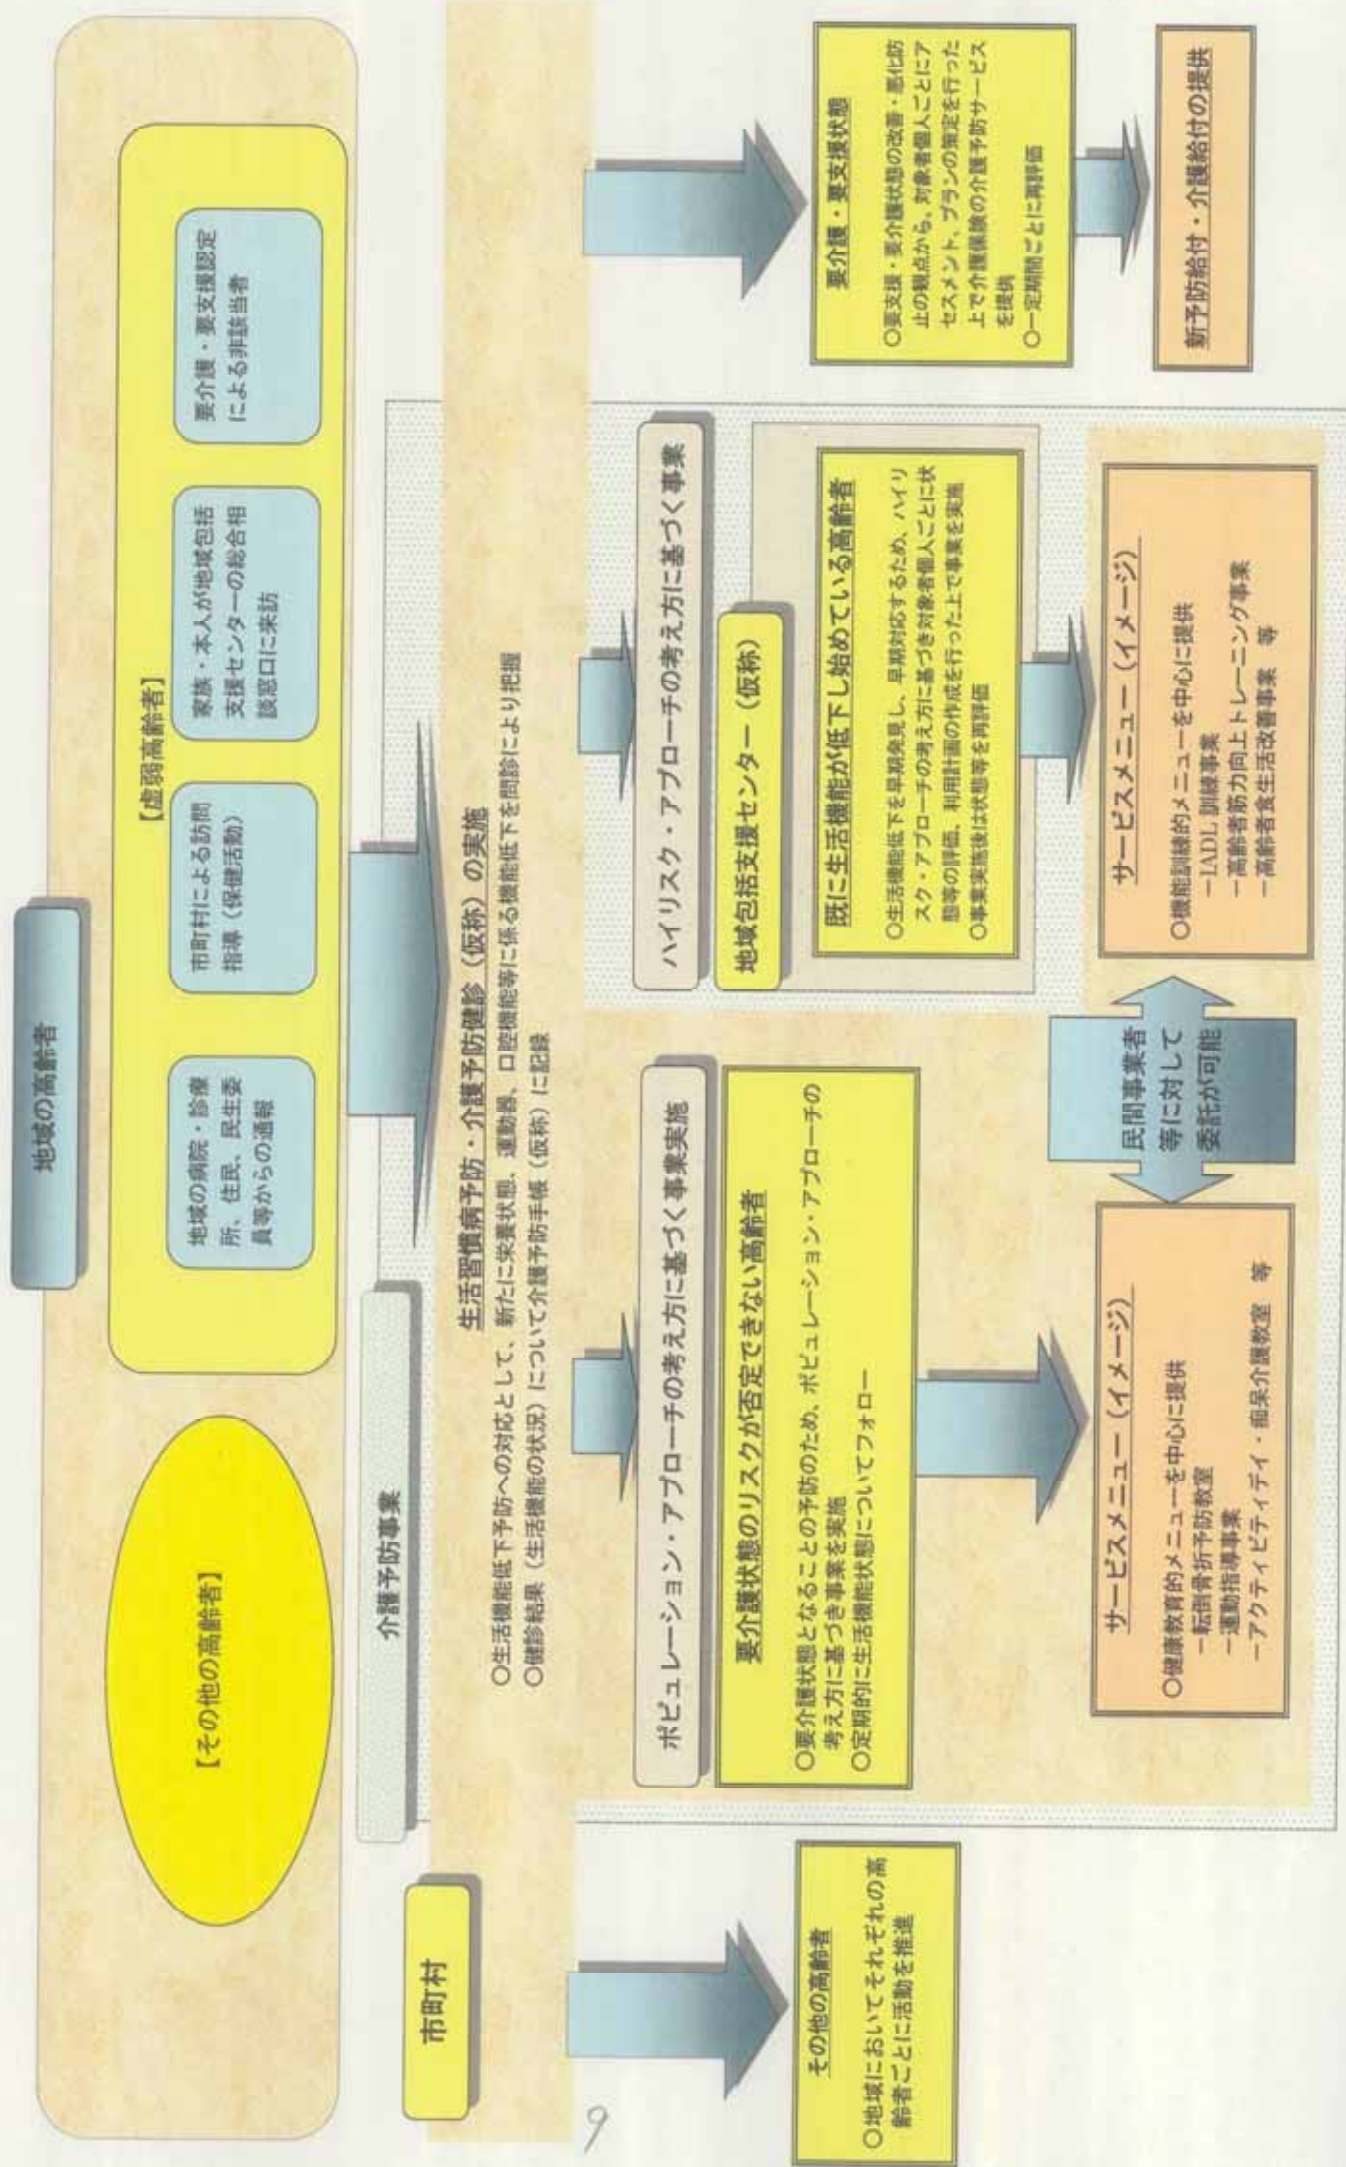 地域の高齢者
【その他の高齢者】
【虚弱高齢者】
地域の病院・診療
所、住民、民生委
員等からの通報
市町村による訪問
指導（保健活動）
家族・本人が地域包括
支援センターの総合相
談窓口に来訪
要介護・要支援認定
による非該当者
市町村
介護予防事業
生活習慣病予防・介護予防健診（仮称）の実施
○生活機能低下予防への対応として、新たに栄養状態、運動器、口腔機能等に係る機能低下を問診により把握
○健診結果（生活機能の状況）について介護予防手帳（仮称）に記録
その他の高齢者
○地域においてそれぞれの高
齢者ごとに活動を推進
ポピュレーション・アプローチの考え方に基づく事業実施
要介護状態のリスクが否定できない高齢者
○要介護状態となることの予防のため、ポピュレーション・アプローチの
考え方に基づき事業を実施
○定期的に生活機能状態についてフォロー
サービスメニュー（イメージ）
○健康教育的メニューを中心に提供
－転倒骨折予防教室
－運動指導事業
－アクティビティデイ・痴呆介護教室　等
民間事業者
等に対して
委託が可能
ハイリスク・アプローチの考え方に基づく事業
地域包括支援センター（仮称）
既に生活機能が低下し始めている高齢者
○生活機能低下を早期発見し、早期対応するため、ハイリ
スク・アプローチの考え方に基づき対象者個人ごとに状
態等の評価、利用計画の作成を行った上で事業を実施
○事業実施後は状態等を再評価
サービスメニュー（イメージ）
○機能訓練的メニューを中心に提供
－IADL 訓練事業
－高齢者筋力向上トレーニング事業
－高齢者食生活改善事業　等
要介護・要支援状態
○要支援・要介護状態の改善・悪化防
止の観点から、対象者個人ごとにア
セスメント、プランの策定を行った
上で介護保険の介護予防サービス
を提供
○一定期間ごとに再評価
新予防給付・介護給付の提供
9